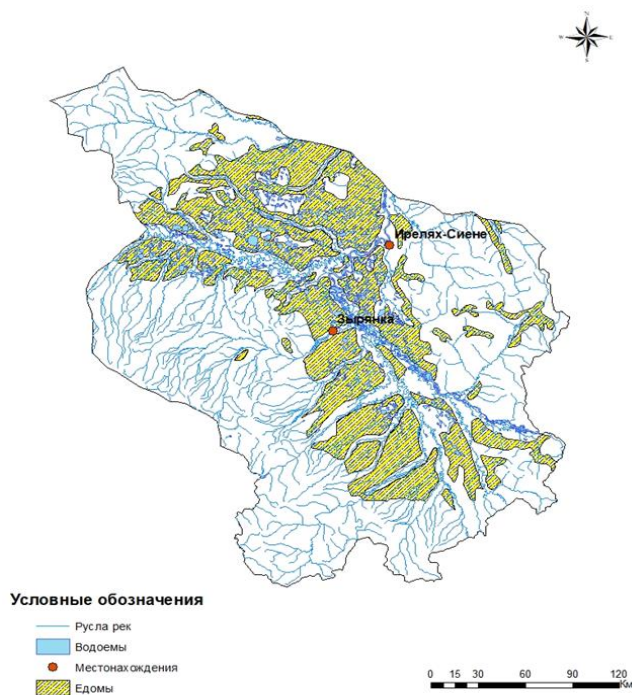 N
W E
S
Ирелях-Сиене
Зырянка
Условные обозначения
Русла рек
Водоемы
Местонахождения
Едомы
0 15 30 60 90 120
Км